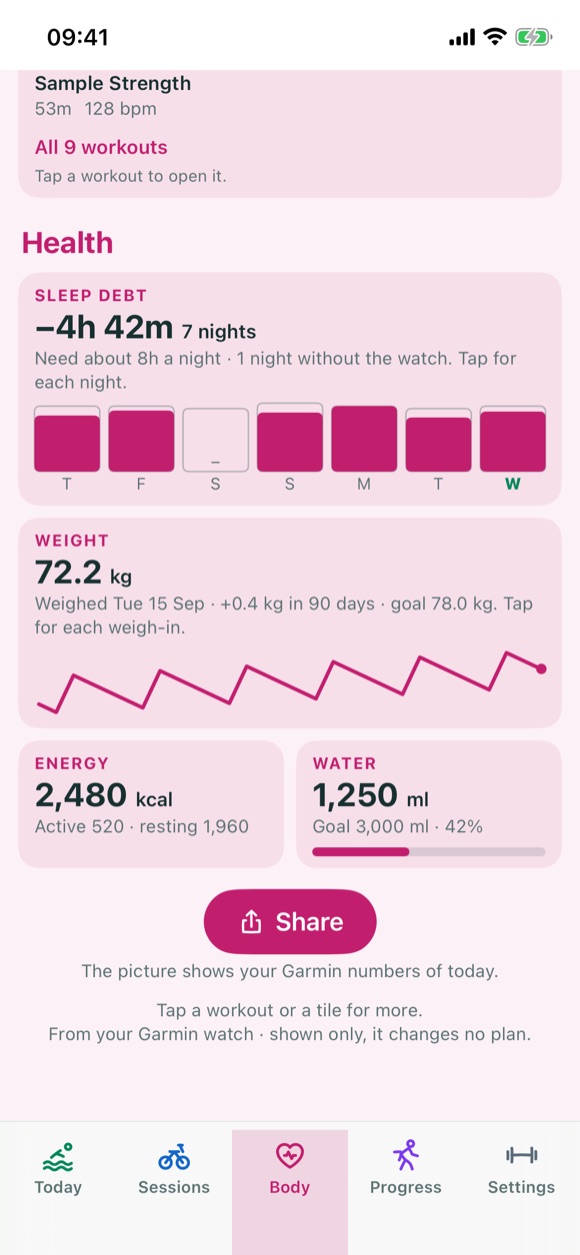 09:41
Sample Strength
53m 128 bpm
All 9 workouts
Tap a workout to open it.
Health
SLEEP DEBT
−4h 42m 7 nights
Need about 8h a night · 1 night without the watch. Tap for
each night.
–
T F S S M T W
WEIGHT
72.2 kg
Weighed Tue 15 Sep · +0.4 kg in 90 days · goal 78.0 kg. Tap
for each weigh-in.
ENERGY
2,480 kcal
Active 520 · resting 1,960
WATER
1,250 ml
Goal 3,000 ml · 42%
Share
The picture shows your Garmin numbers of today.
Tap a workout or a tile for more.
From your Garmin watch · shown only, it changes no plan.
Today Sessions Body Progress Settings